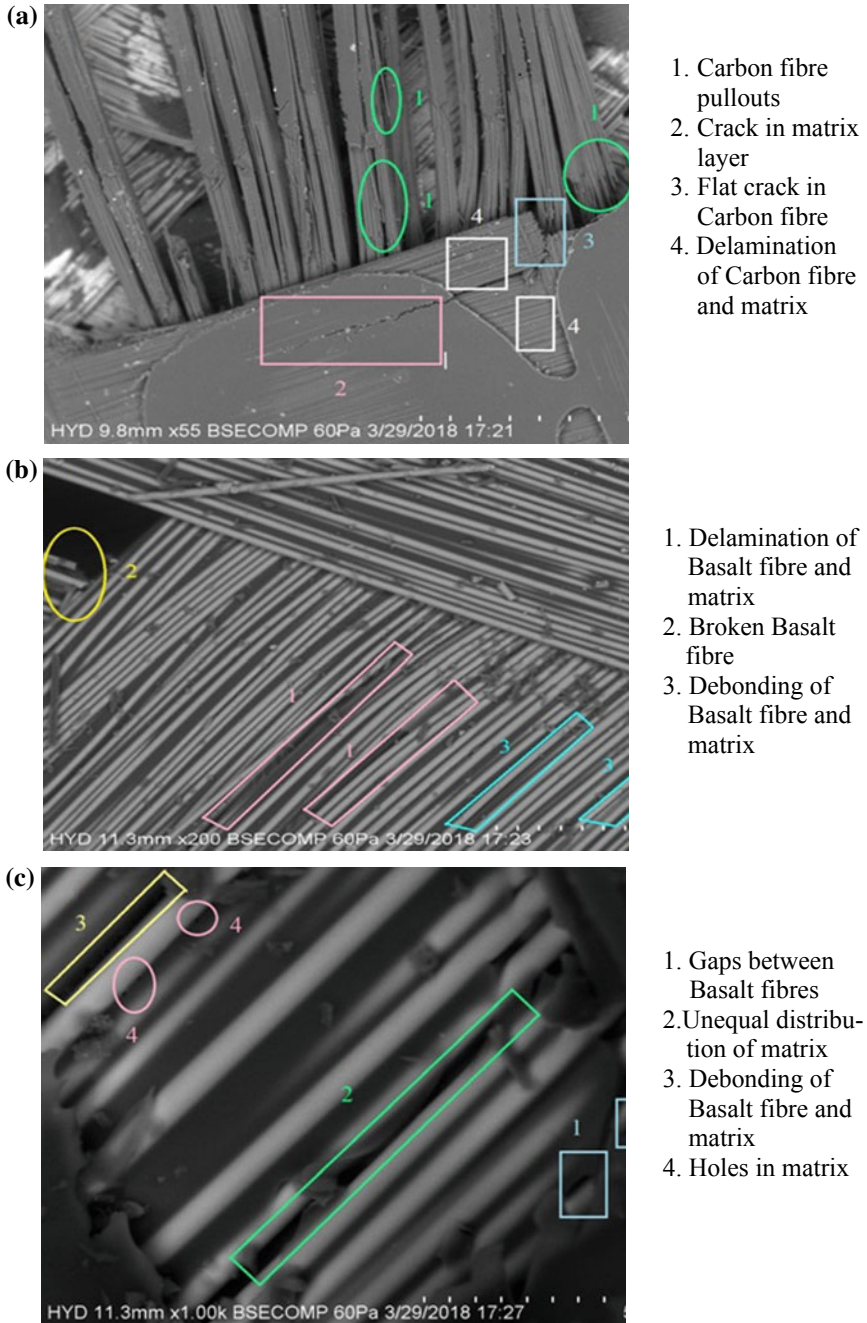 (a)
1
1
1
4
3
4
2
HYD 9.8mm x55 BSECOMP 60Pa 3/29/2018 17:21
1. Carbon fibre
pullouts
2. Crack in matrix
layer
3. Flat crack in
Carbon fibre
4. Delamination
of Carbon fibre
and matrix
(b)
2
1
1
3
3
HYD 11.3mm x200 BSECOMP 60Pa 3/29/2018 17:23
1. Delamination of
Basalt fibre and
matrix
2. Broken Basalt
fibre
3. Debonding of
Basalt fibre and
matrix
(c)
3
4
4
2
1
HYD 11.3mm x1.00k BSECOMP 60Pa 3/29/2018 17:27
1. Gaps between
Basalt fibres
2.Unequal distribu-
tion of matrix
3. Debonding of
Basalt fibre and
matrix
4. Holes in matrix